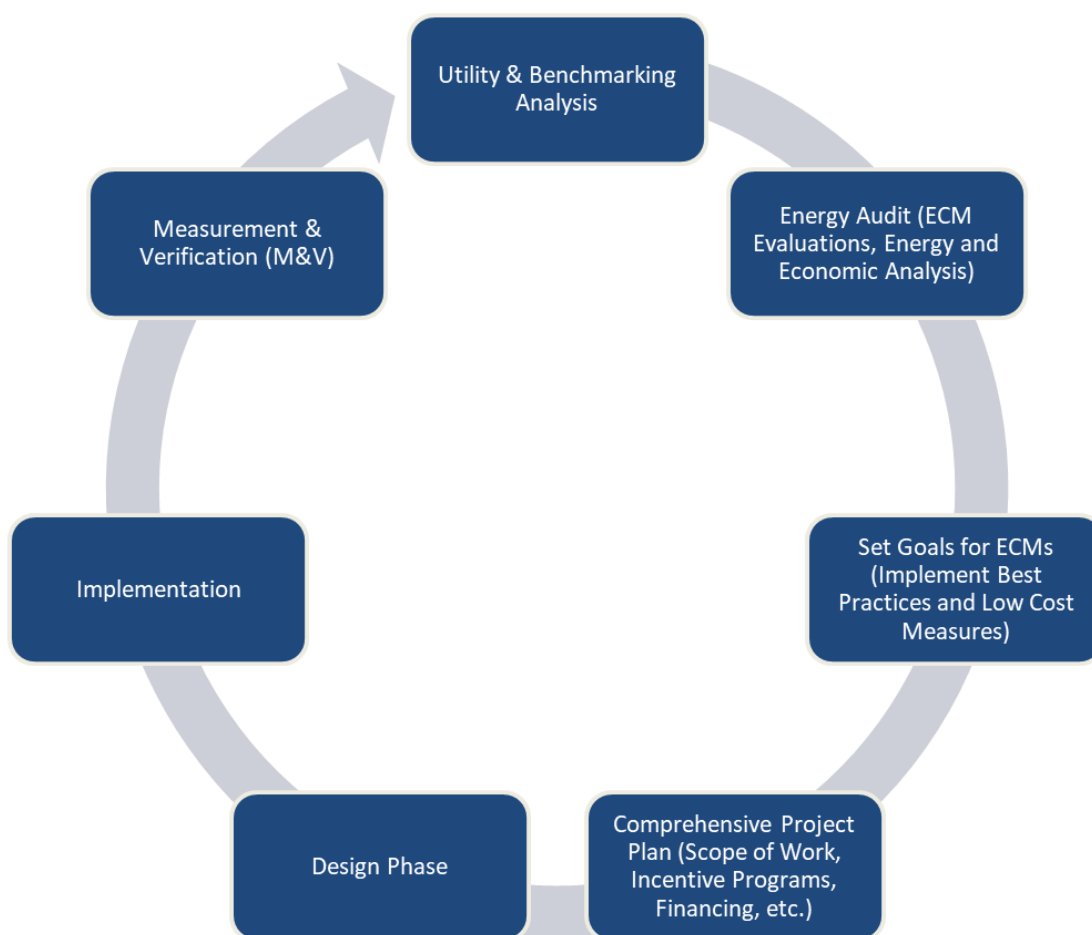 Utility & Benchmarking
Analysis
Energy Audit (ECM
Evaluations, Energy and
Economic Analysis)
Set Goals for ECMs
(Implement Best
Practices and Low Cost
Measures)
Comprehensive Project
Plan (Scope of Work,
Incentive Programs,
Financing, etc.)
Design Phase
Implementation
Measurement &
Verification (M&V)